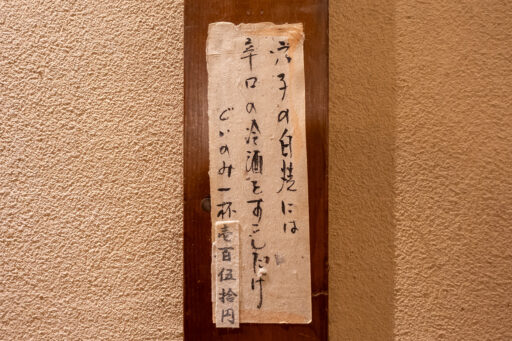 穴子の白焼には
辛口の冷酒をすこしだけ
ぐいのみ一杯壱百伍拾円